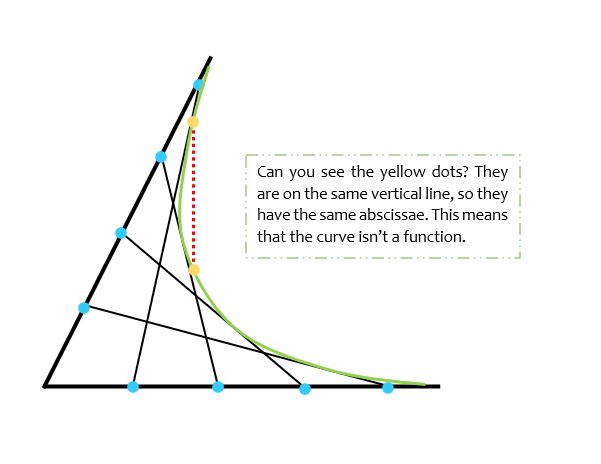 Can you see the yellow dots? They
are on the same vertical line, so they
have the same abscissae. This means
that the curve isn't a function.